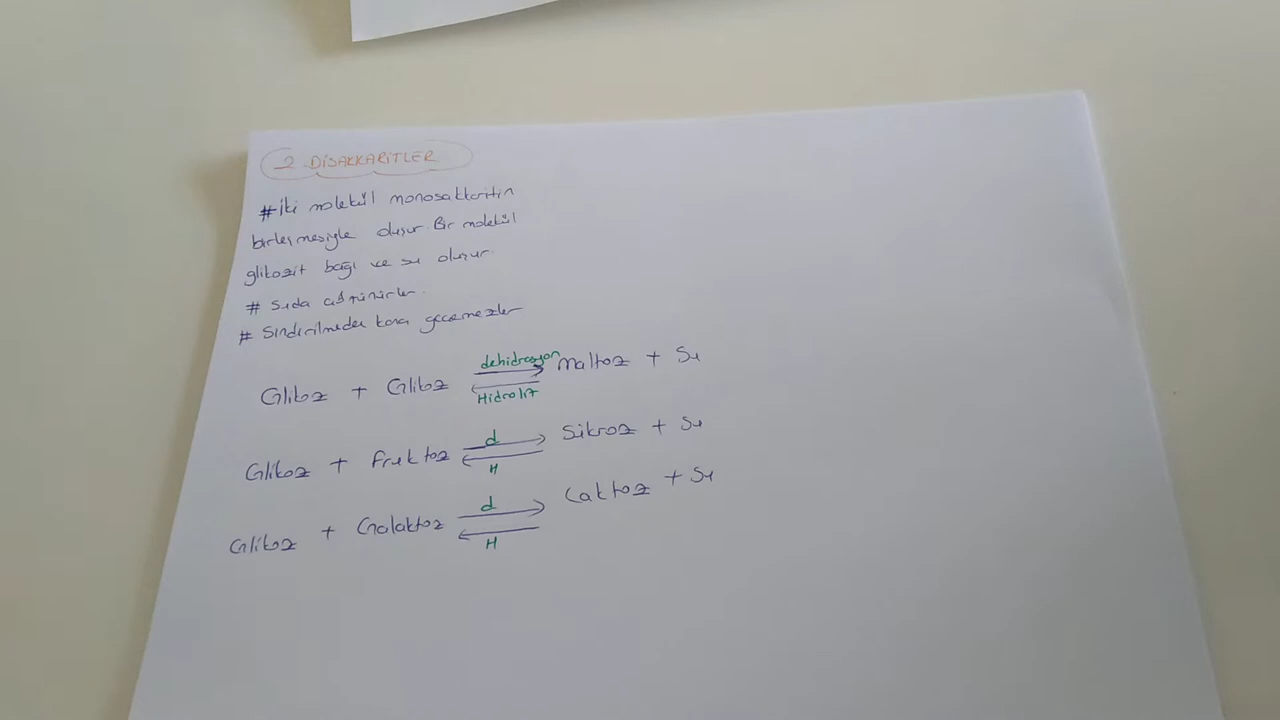 2 DİSAKKARİTLER
#İki molekül monosakkaritin
birleşmesiyle oluşur Bir molekül
glikozit bağı ve su oluşur.
# Suda çözünürler.
# Sindirilmeden kana geçemezler
Glikoz + Glikoz dehidrasyon Hidroliz Maltoz + Su
Glikoz + Fruktoz d H Sükroz + Su
Glikoz + Galaktoz d H Laktoz + Su